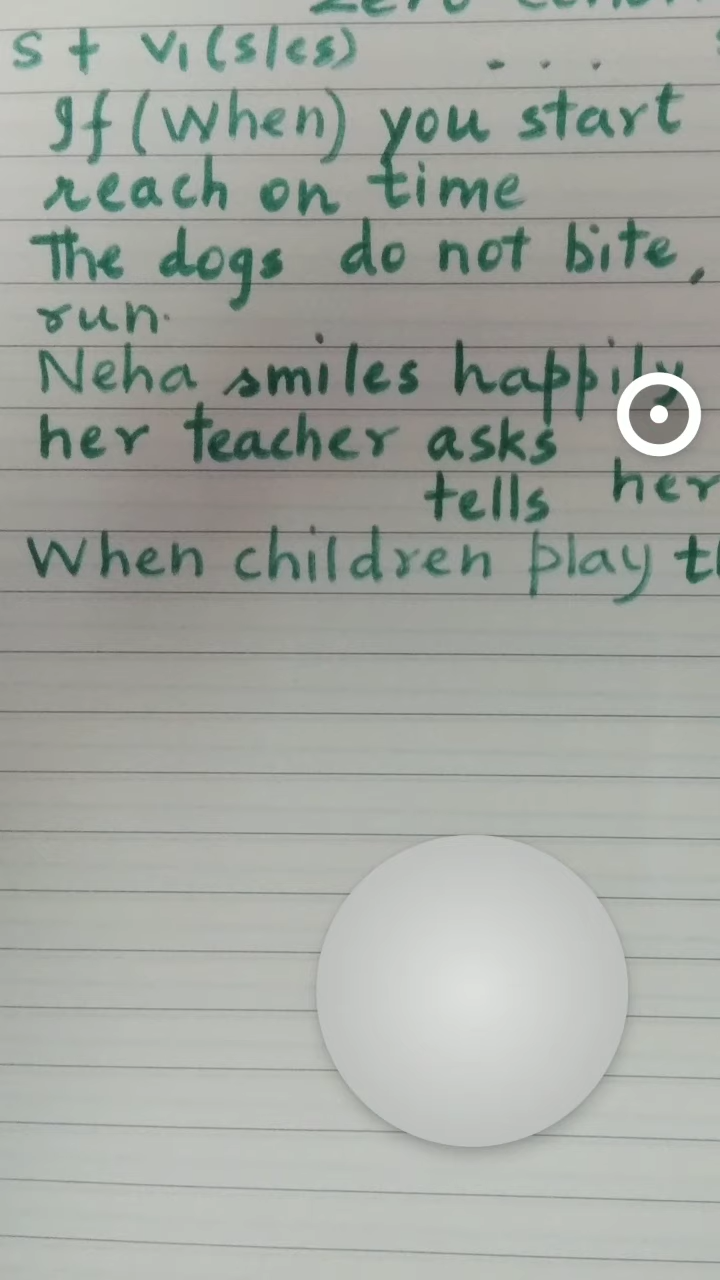 Zero
S + V1 (s/es) ...
If (when) you start
reach on time
The dogs do not bite,
run.
Neha smiles happily
her teacher asks
tells her
When children play